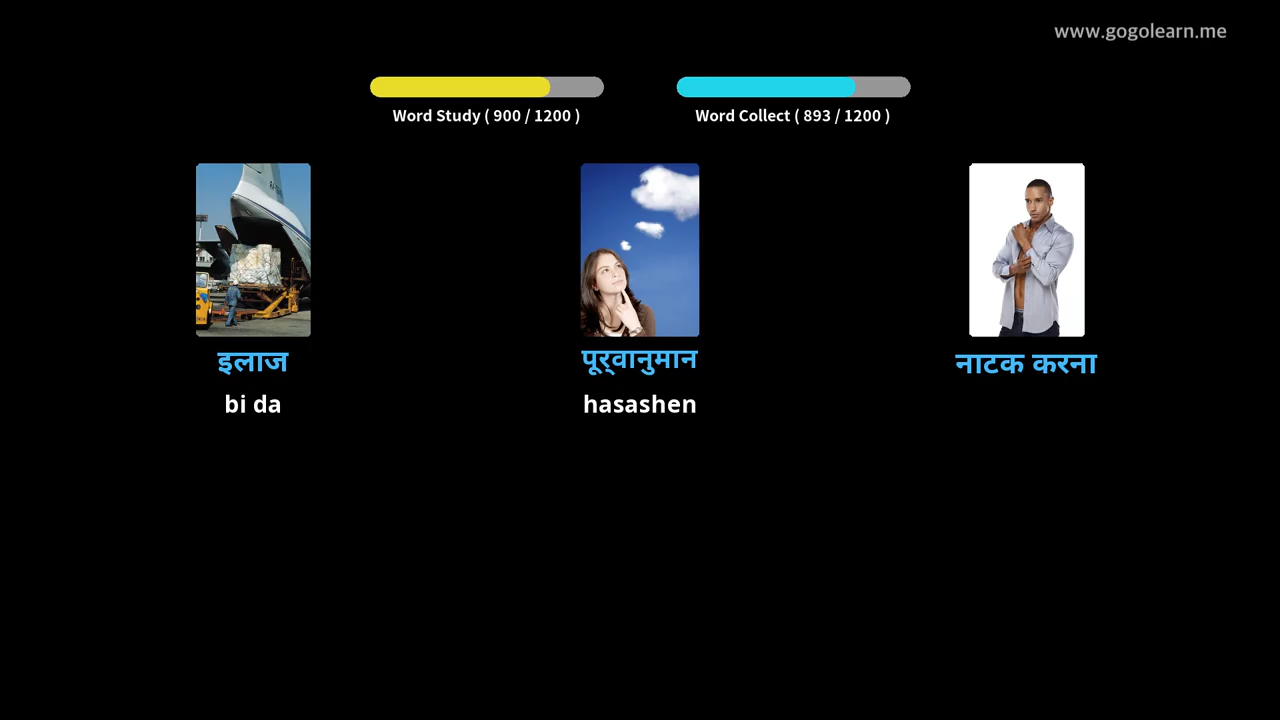 www.gogolearn.me
Word Study ( 900 / 1200 )
Word Collect ( 893 / 1200 )
इलाज
पूर्वानुमान
नाटक करना
bi da
hasashen